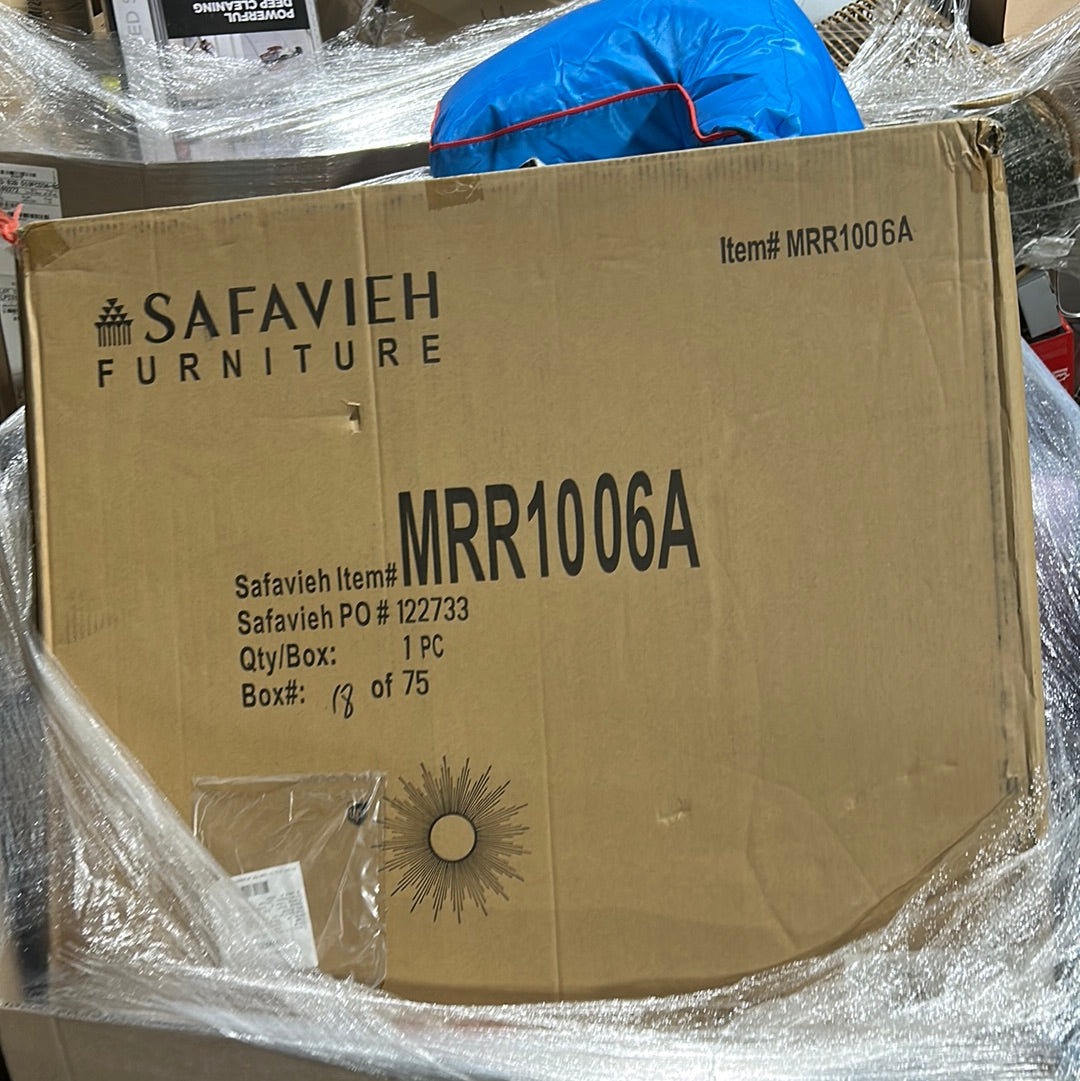 POWERFUL
DEEP CLEANING
Item# MRR1006A
SAFAVIEH
FURNITURE
Safavieh Item# MRR1006A
Safavieh PO # 122733
Qty/Box: 1 PC
Box#: 18 of 75